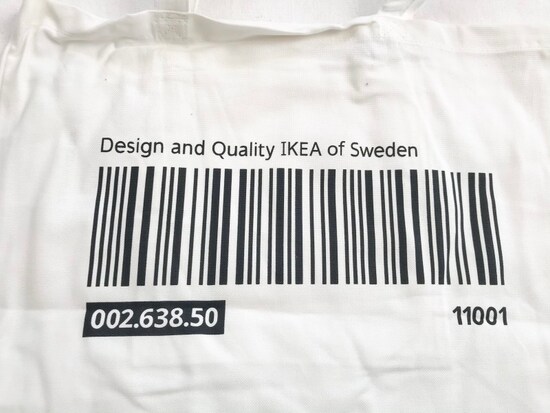 Design and Quality IKEA of Sweden
002.638.50
11001